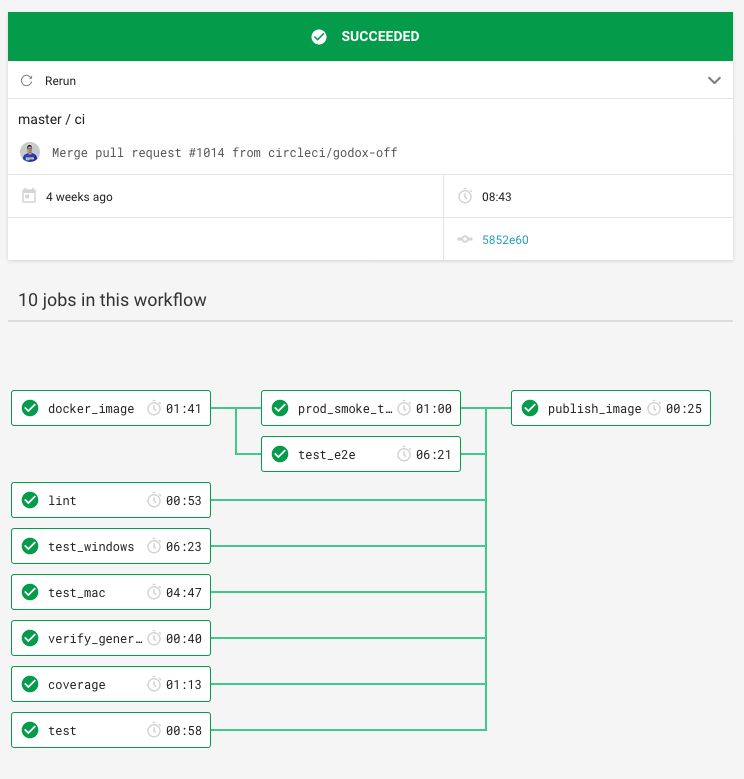 SUCCEEDED
Rerun
master / ci
Merge pull request #1014 from circleci/godox-off
4 weeks ago
08:43
5852e60
10 jobs in this workflow
docker_image 01:41
prod_smoke_t… 01:00
publish_image 00:25
test_e2e 06:21
lint 00:53
test_windows 06:23
test_mac 04:47
verify_gener… 00:40
coverage 01:13
test 00:58